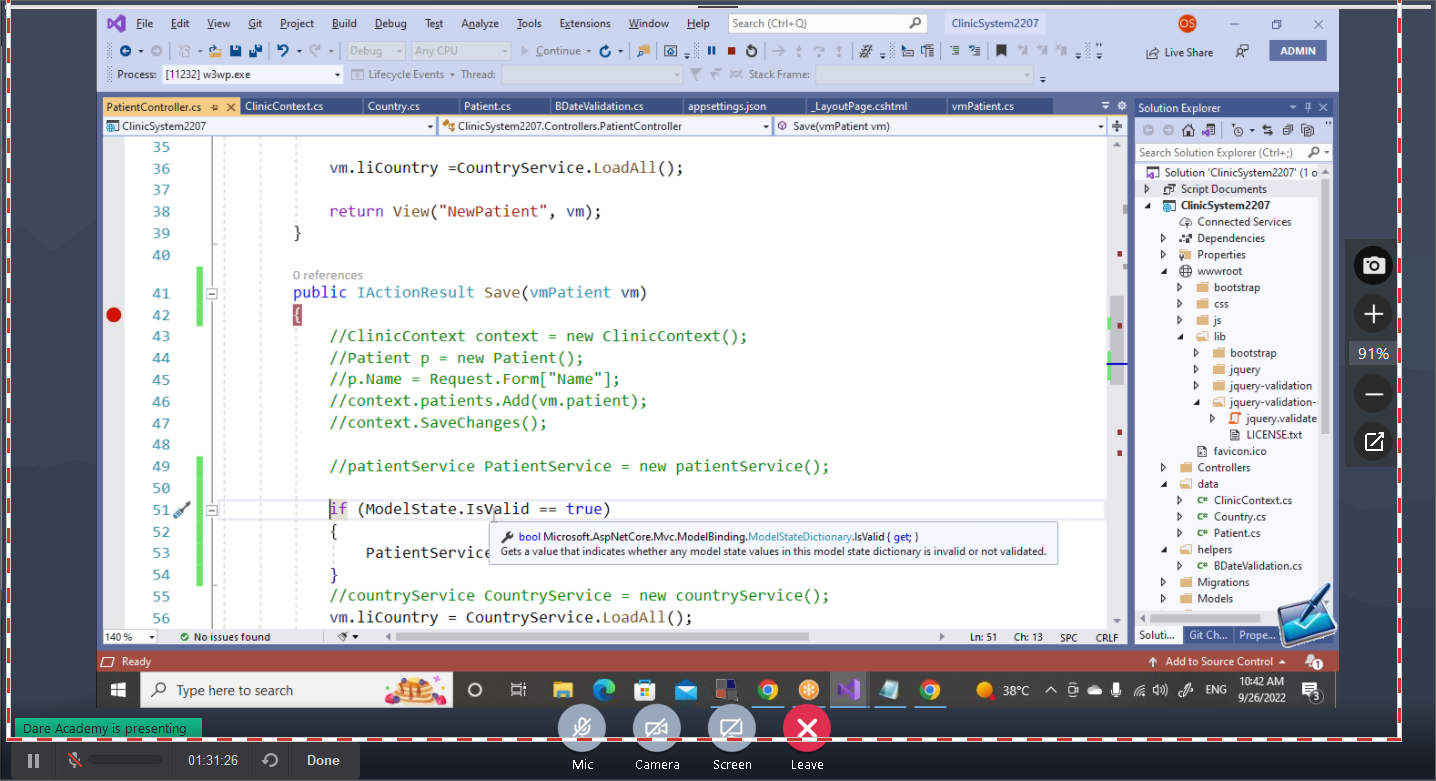 File Edit View Git Project Build Debug Test Analyze Tools Extensions Window Help Search (Ctrl+Q) ClinicSystem2207 OS
Debug Any CPU Continue Live Share ADMIN
Process: [11232] w3wp.exe Lifecycle Events Thread: Stack Frame:
PatientController.cs ClinicContext.cs Country.cs Patient.cs BDateValidation.cs appsettings.json _LayoutPage.cshtml vmPatient.cs
ClinicSystem2207 ClinicSystem2207.Controllers.PatientController Save(vmPatient vm)
35
36 vm.liCountry =CountryService.LoadAll();
37
38 return View("NewPatient", vm);
39 }
40
0 references
41 public IActionResult Save(vmPatient vm)
42 {
43 //ClinicContext context = new ClinicContext();
44 //Patient p = new Patient();
45 //p.Name = Request.Form["Name"];
46 //context.patients.Add(vm.patient);
47 //context.SaveChanges();
48
49 //patientService PatientService = new patientService();
50
51 if (ModelState.IsValid == true)
52 {
bool Microsoft.AspNetCore.Mvc.ModelBinding.ModelStateDictionary.IsValid { get; }
Gets a value that indicates whether any model state values in this model state dictionary is invalid or not validated.
53 PatientService
54 }
55 //countryService CountryService = new countryService();
56 vm.liCountry = CountryService.LoadAll();
140 % No issues found Ln: 51 Ch: 13 SPC CRLF
Solution Explorer
Search Solution Explorer (Ctrl+;)
Solution 'ClinicSystem2207' (1 o
Script Documents
ClinicSystem2207
Connected Services
Dependencies
Properties
wwwroot
bootstrap
css
js
lib
bootstrap
jquery
jquery-validation
jquery-validation-
jquery.validate
LICENSE.txt
favicon.ico
Controllers
data
C# ClinicContext.cs
C# Country.cs
C# Patient.cs
helpers
C# BDateValidation.cs
Migrations
Models
Soluti... Git Ch... Prope...
Ready Add to Source Control 1
Type here to search 38°C ENG 10:42 AM
9/26/2022 3
91%
Dare Academy is presenting
01:31:26 Done
Mic Camera Screen Leave